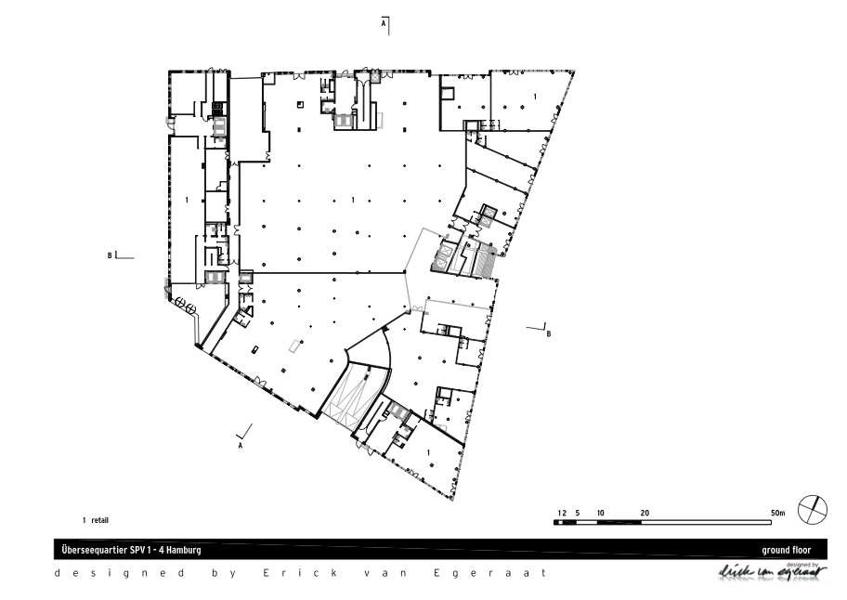 A
1
1
1
B
B
A
1
1 retail
1 2 5 10 20 50m
Überseequartier SPV 1 - 4 Hamburg ground floor
designed by Erick van Egeraat
designed by
erick van egeraat